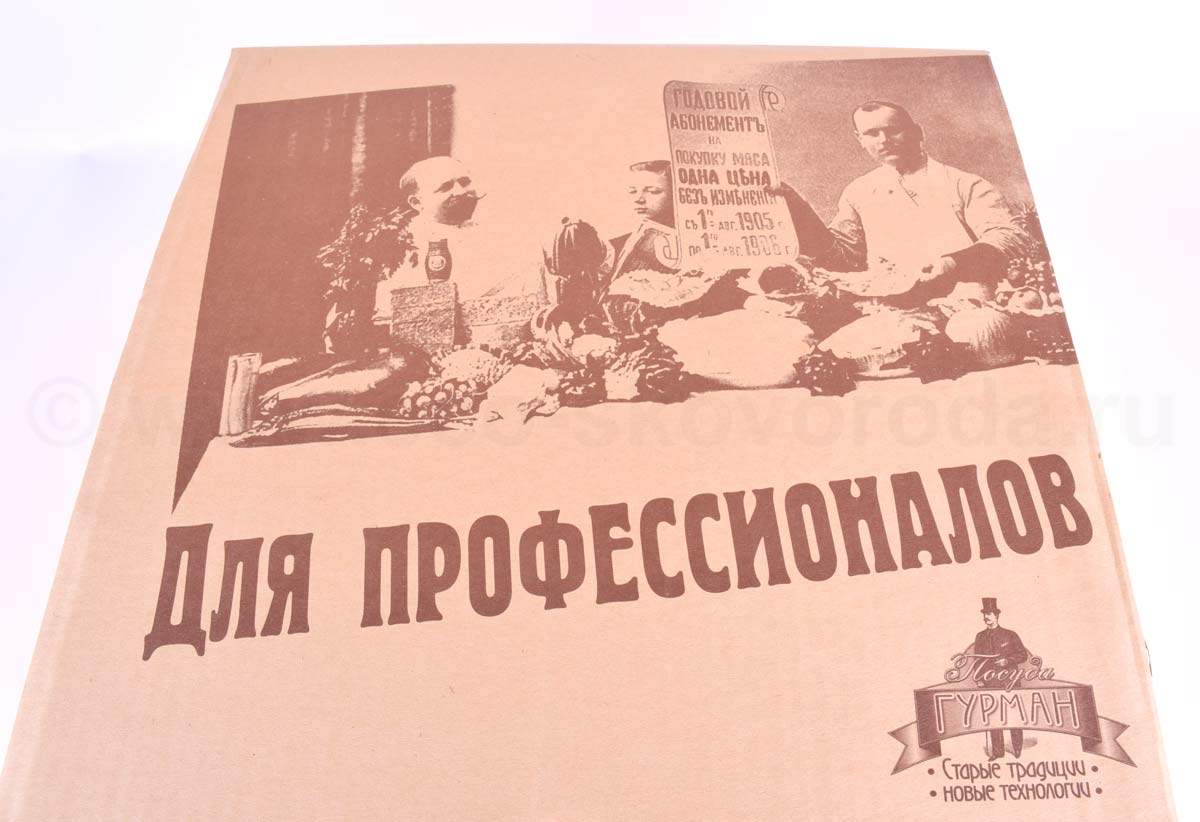 ГОДОВОЙ
АБОНЕМЕНТЪ
НА
ПОКУПКУ МЯСА
ОДНА ЦѢНА
БЕЗЪ ИЗМѢНЕНІЯ
съ 1го АВГ. 1905 г.
по 1го АВГ. 1906 г.
Для ПРОФЕССИОНАЛОВ
Посуда
ГУРМАН
• Старые традиции •
• новые технологии •